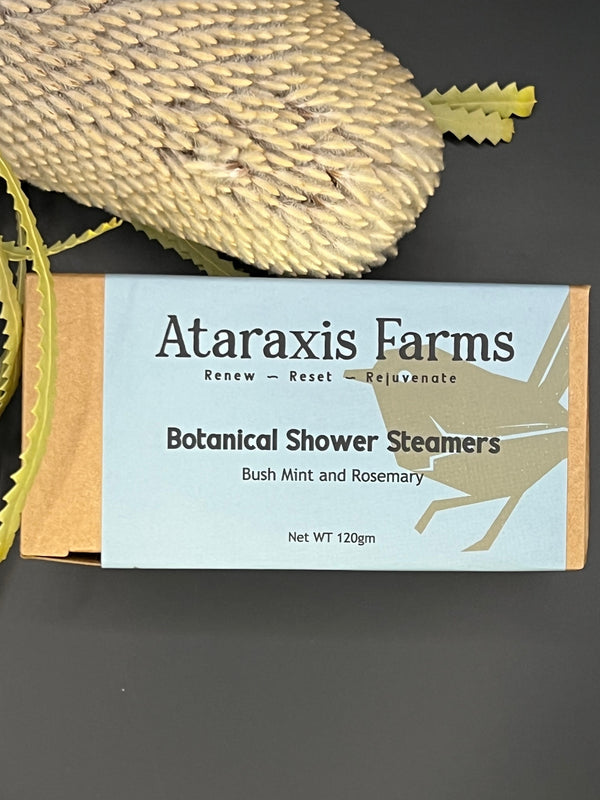 Ataraxis Farms
Renew – Reset – Rejuvenate
Botanical Shower Steamers
Bush Mint and Rosemary
Net WT 120gm